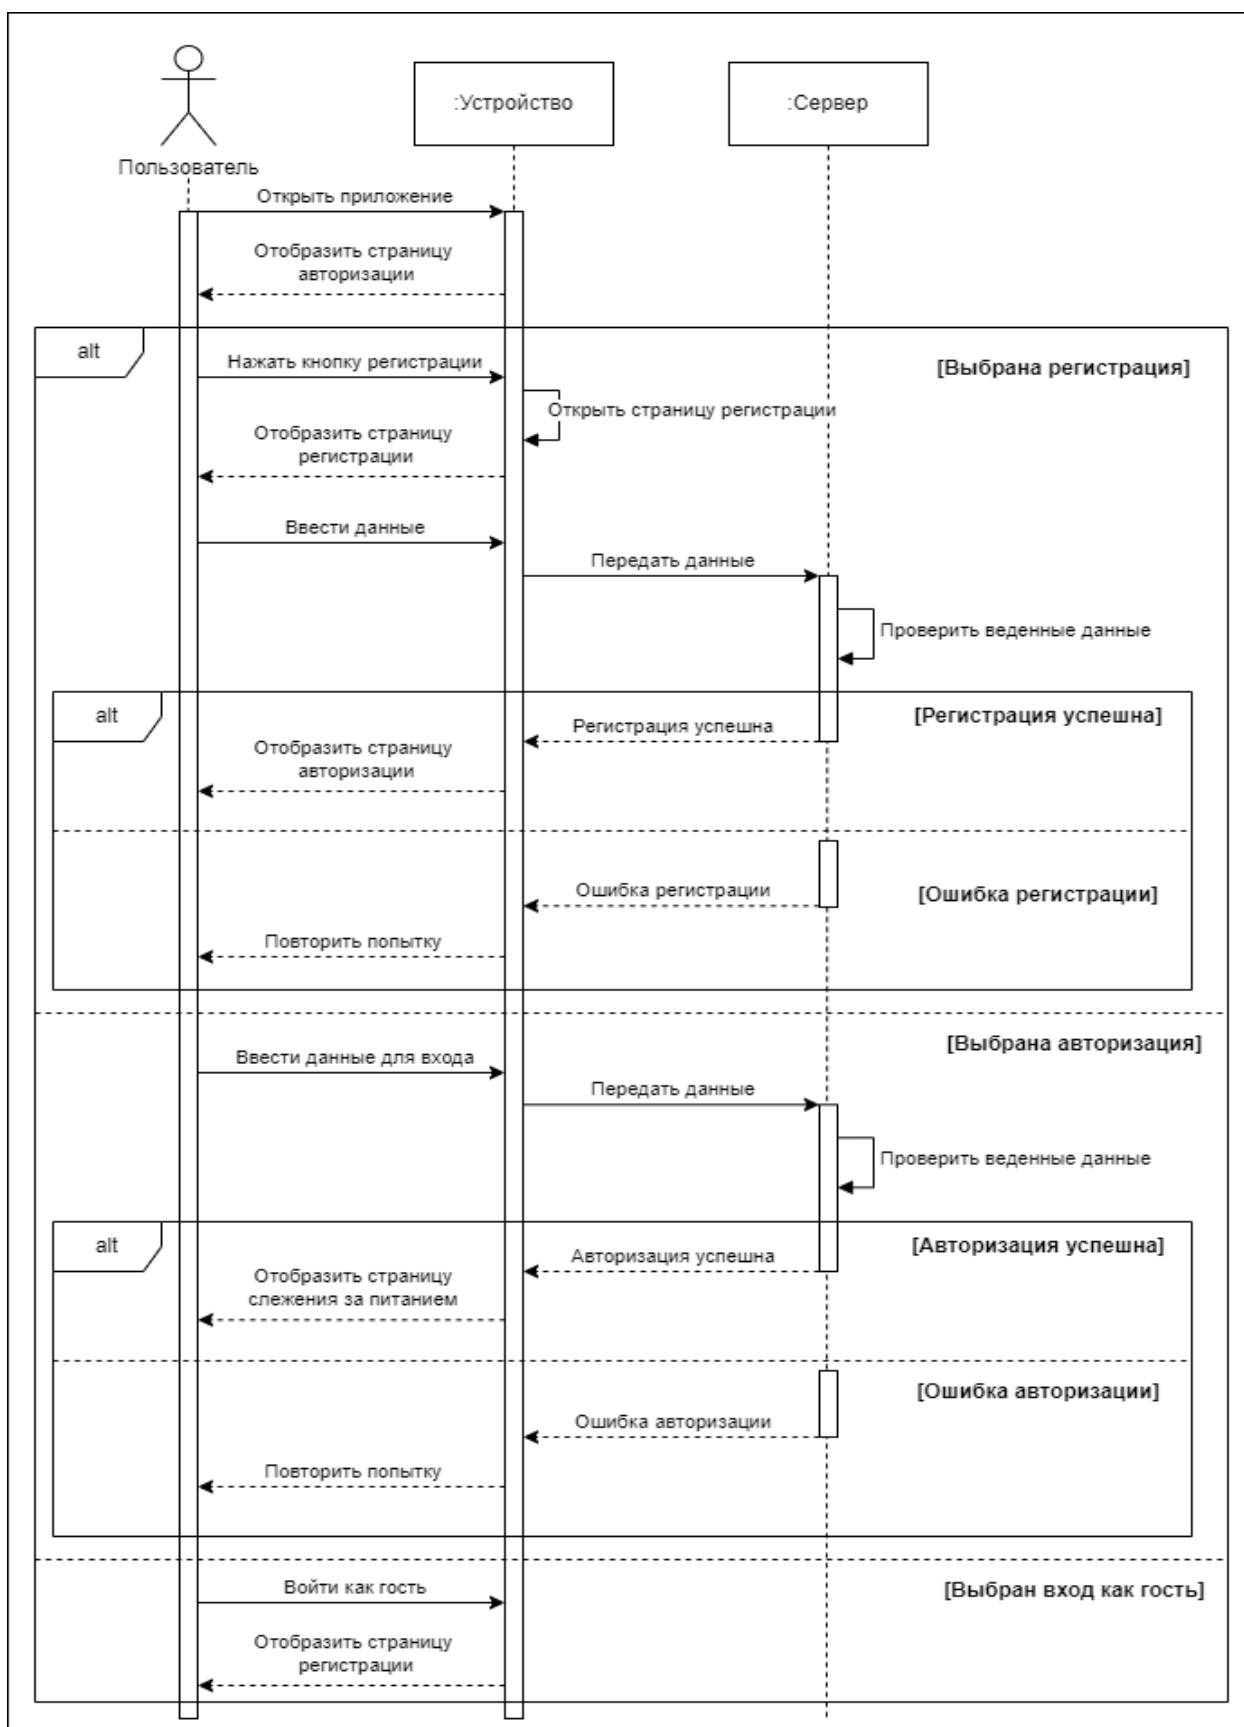 :Устройство
:Сервер
Пользователь
Открыть приложение
Отобразить страницу
авторизации
alt
Нажать кнопку регистрации
[Выбрана регистрация]
Открыть страницу регистрации
Отобразить страницу
регистрации
Ввести данные
Передать данные
Проверить веденные данные
alt
[Регистрация успешна]
Регистрация успешна
Отобразить страницу
авторизации
Ошибка регистрации
[Ошибка регистрации]
Повторить попытку
[Выбрана авторизация]
Ввести данные для входа
Передать данные
Проверить веденные данные
alt
[Авторизация успешна]
Авторизация успешна
Отобразить страницу
слежения за питанием
[Ошибка авторизации]
Ошибка авторизации
Повторить попытку
Войти как гость
[Выбран вход как гость]
Отобразить страницу
регистрации